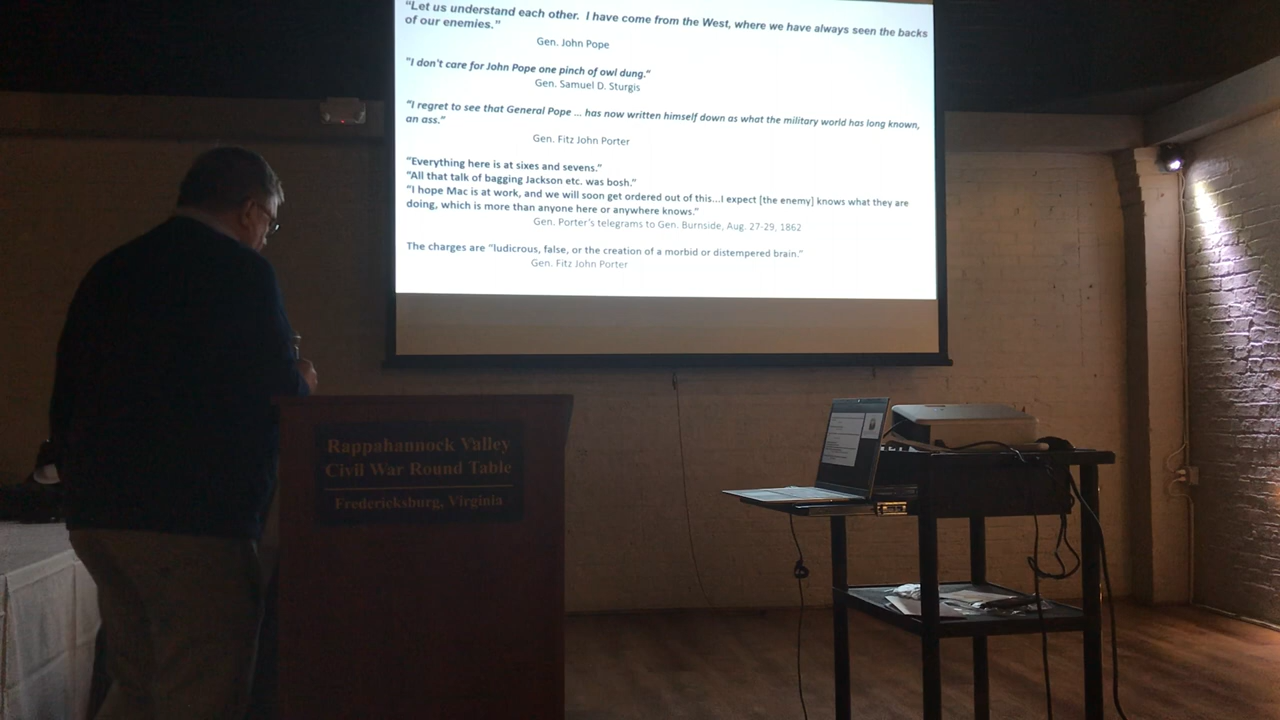 "Let us understand each other.  I have come from the West, where we have always seen the backs
of our enemies."
Gen. John Pope
"I don't care for John Pope one pinch of owl dung."
Gen. Samuel D. Sturgis
"I regret to see that General Pope ... has now written himself down as what the military world has long known,
an ass."
Gen. Fitz John Porter
"Everything here is at sixes and sevens."
"All that talk of bagging Jackson etc. was bosh."
"I hope Mac is at work, and we will soon get ordered out of this...I expect [the enemy] knows what they are
doing, which is more than anyone here or anywhere knows."
Gen. Porter's telegrams to Gen. Burnside, Aug. 27-29, 1862
The charges are "ludicrous, false, or the creation of a morbid or distempered brain."
Gen. Fitz John Porter
Rappahannock Valley
Civil War Round Table
Fredericksburg, Virginia